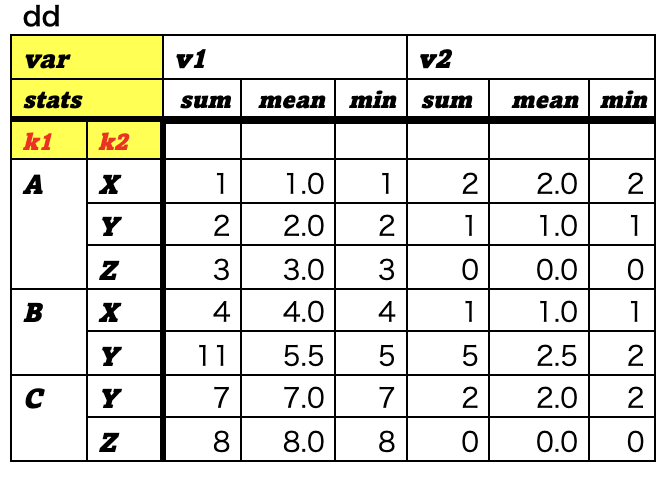 dd
var v1 v2
stats sum mean min sum mean min
k1 k2
A X 1 1.0 1 2 2.0 2
Y 2 2.0 2 1 1.0 1
Z 3 3.0 3 0 0.0 0
B X 4 4.0 4 1 1.0 1
Y 11 5.5 5 5 2.5 2
C Y 7 7.0 7 2 2.0 2
Z 8 8.0 8 0 0.0 0